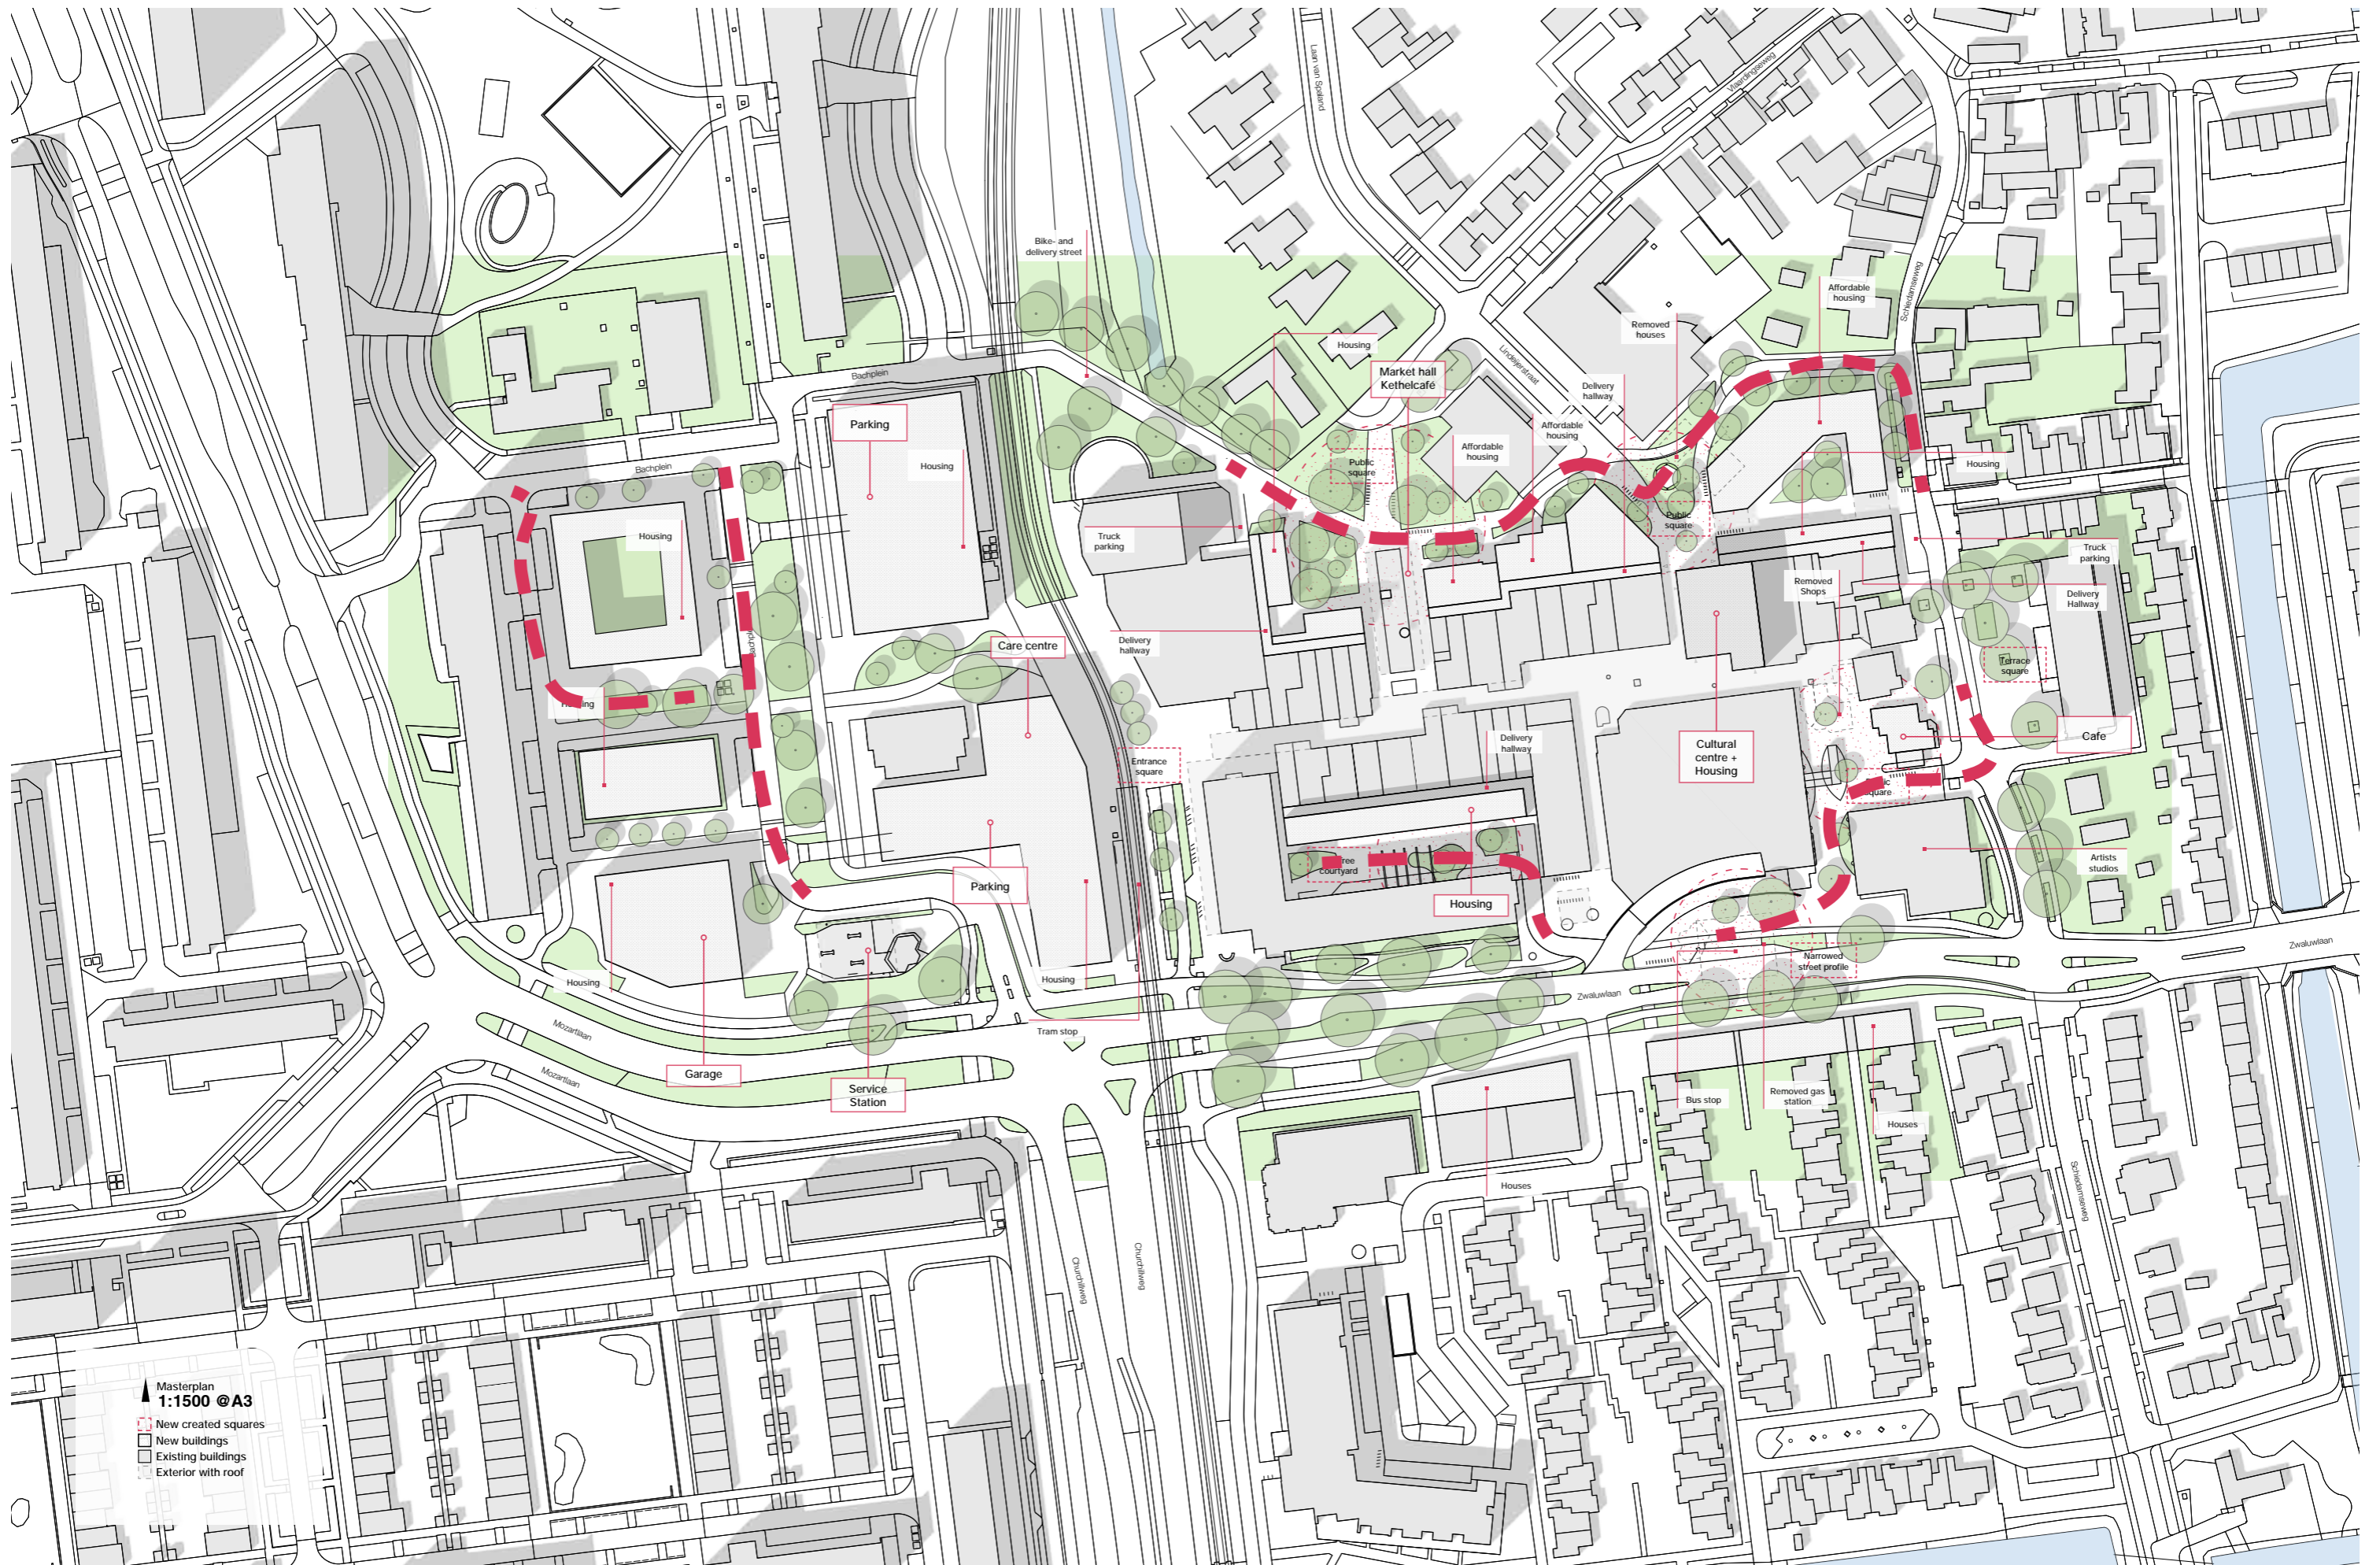 Laan van Spaland
Vlaardingseweg
Bike- and
delivery street
Schiedamseweg
Affordable
housing
Removed
houses
Housing
Lindeijerstraat
Market hall
Kethelcafé
Delivery
hallway
Bachplein
Parking
Affordable
housing
Affordable
housing
Public
square
Housing
Housing
Bachplein
Public
square
Housing
Truck
parking
Truck
parking
Removed
Shops
Delivery
Hallway
Delivery
hallway
Care centre
Terrace
square
Housing
Cafe
Delivery
hallway
Cultural
centre +
Housing
Entrance
square
square
courtyard
Artists
studios
Parking
Housing
Zwaluwlaan
Narrowed
street profile
Housing
Housing
Zwaluwlaan
Mozartlaan
Tram stop
Garage
Mozartlaan
Service
Station
Bus stop
Removed gas
station
Houses
Houses
Schiedamseweg
Churchillweg
Churchillweg
Masterplan
1:1500 @A3
New created squares
New buildings
Existing buildings
Exterior with roof